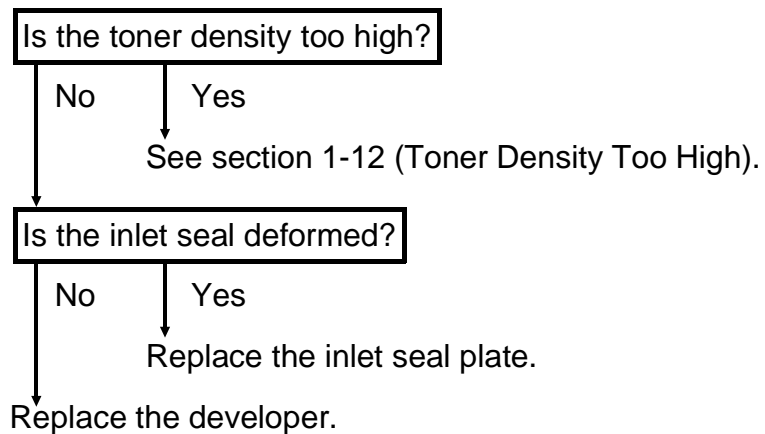 Is the toner density too high?
No Yes
See section 1-12 (Toner Density Too High).
Is the inlet seal deformed?
No Yes
Replace the inlet seal plate.
Replace the developer.